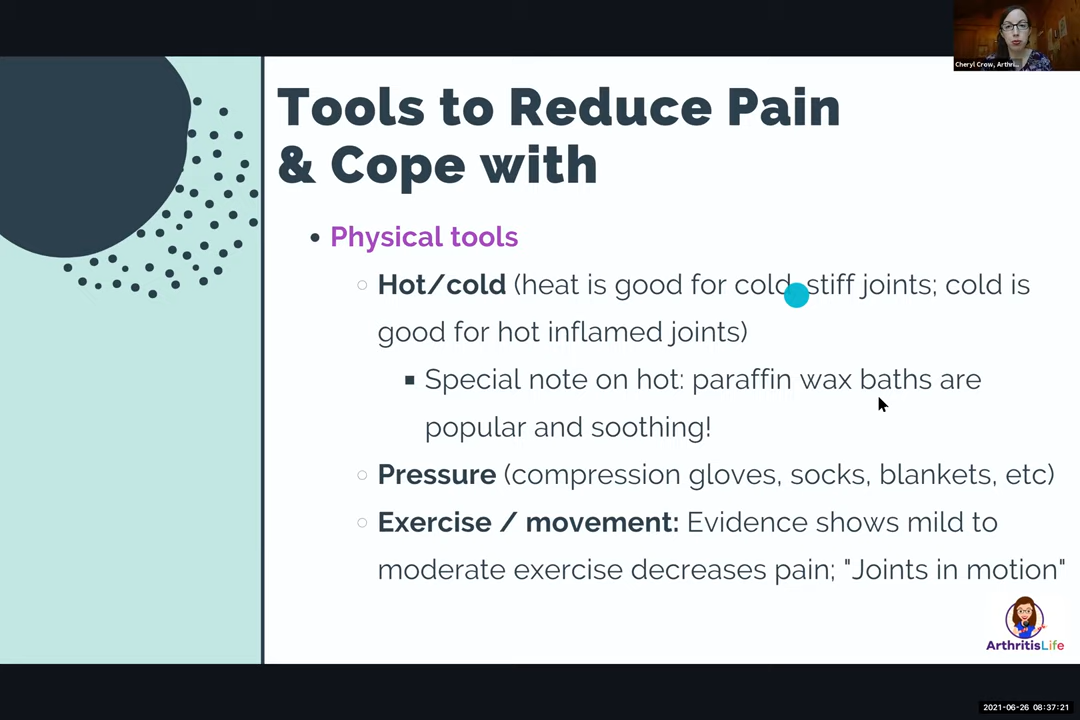 Cheryl Crow, Arthri...
Tools to Reduce Pain
& Cope with
• Physical tools
Hot/cold (heat is good for cold, stiff joints; cold is
good for hot inflamed joints)
Special note on hot: paraffin wax baths are
popular and soothing!
Pressure (compression gloves, socks, blankets, etc)
Exercise / movement: Evidence shows mild to
moderate exercise decreases pain; "Joints in motion"
ArthritisLife
2021-06-26 08:37:21